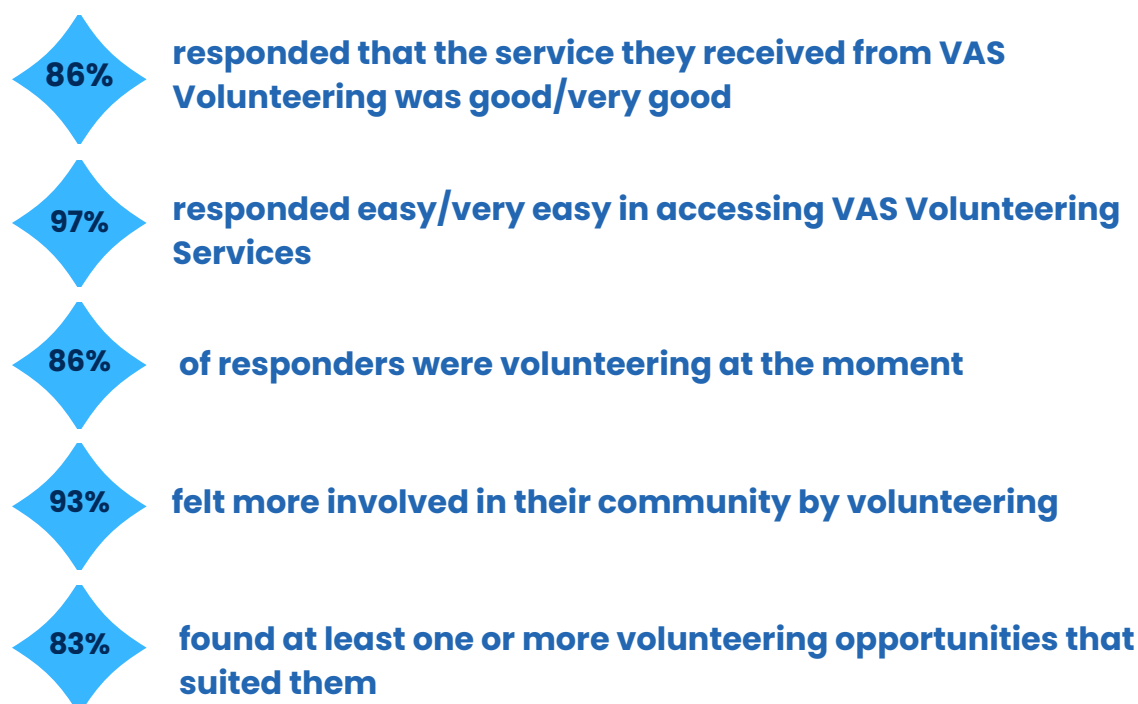 86%
responded that the service they received from VAS
Volunteering was good/very good
97%
responded easy/very easy in accessing VAS Volunteering
Services
86%
of responders were volunteering at the moment
93%
felt more involved in their community by volunteering
83%
found at least one or more volunteering opportunities that
suited them